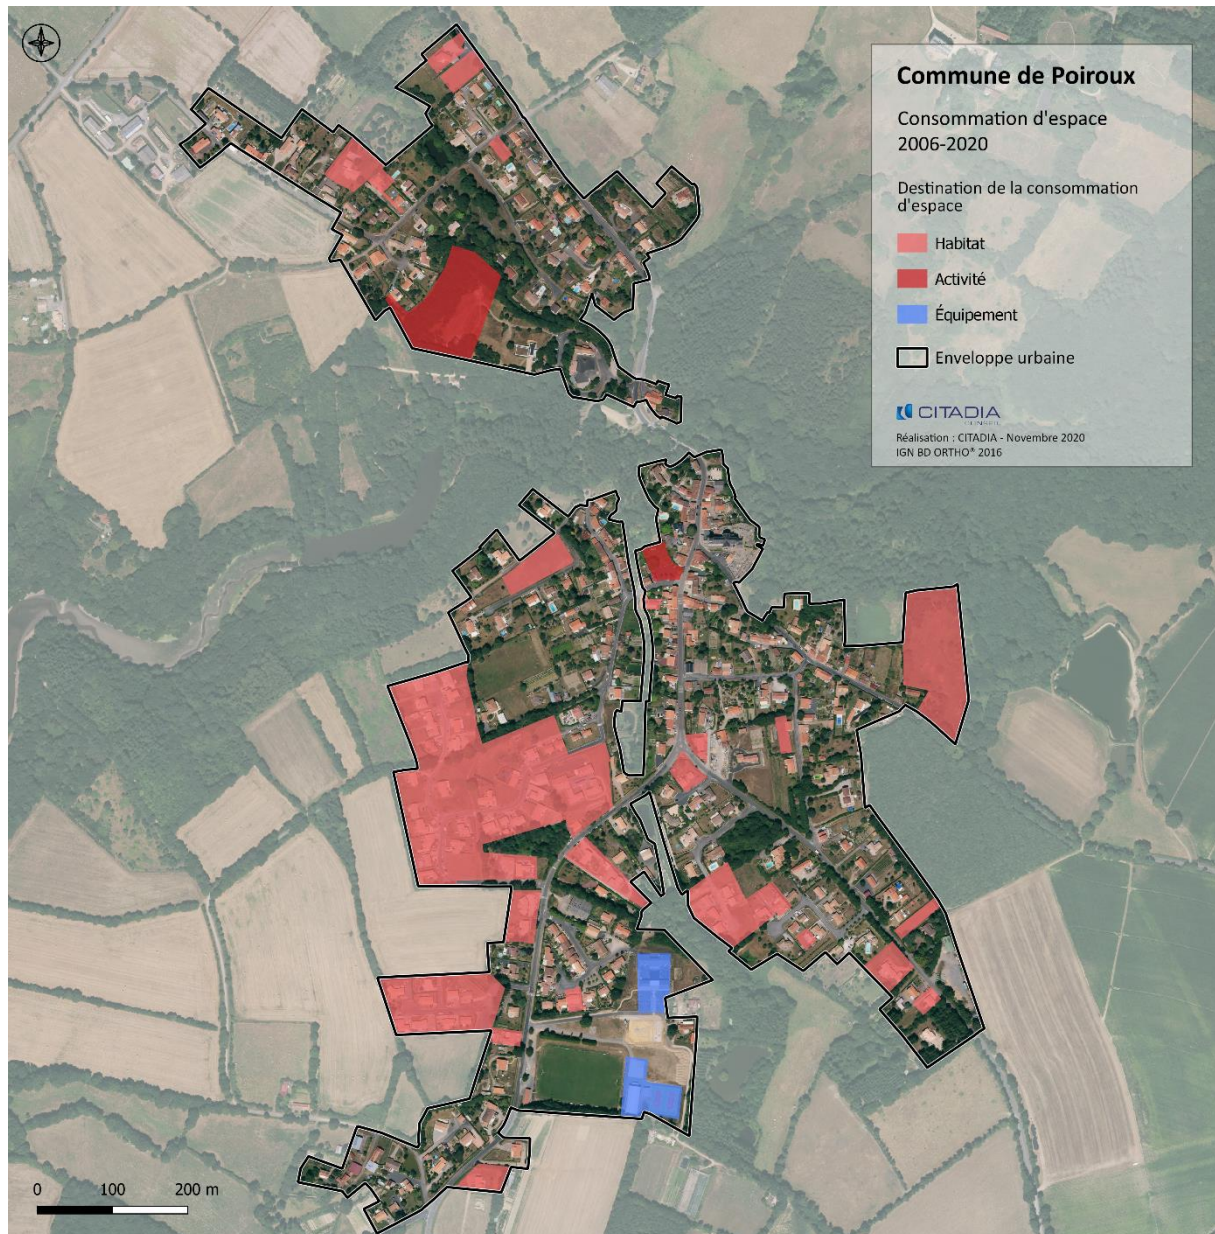 Commune de Poiroux
Consommation d'espace
2006-2020
Destination de la consommation
d'espace
Habitat
Activité
Équipement
Enveloppe urbaine
CITADIA
CONSEIL
Réalisation : CITADIA - Novembre 2020
IGN BD ORTHO® 2016
0 100 200 m